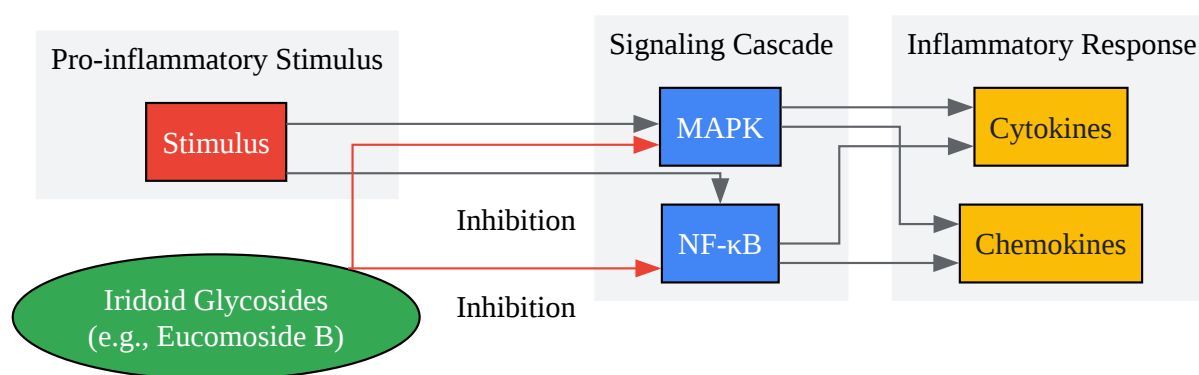 Pro-inflammatory Stimulus
Stimulus
Signaling Cascade
MAPK
NF-κB
Inflammatory Response
Cytokines
Chemokines
Inhibition
Inhibition
Iridoid Glycosides
(e.g., Eucomoside B)